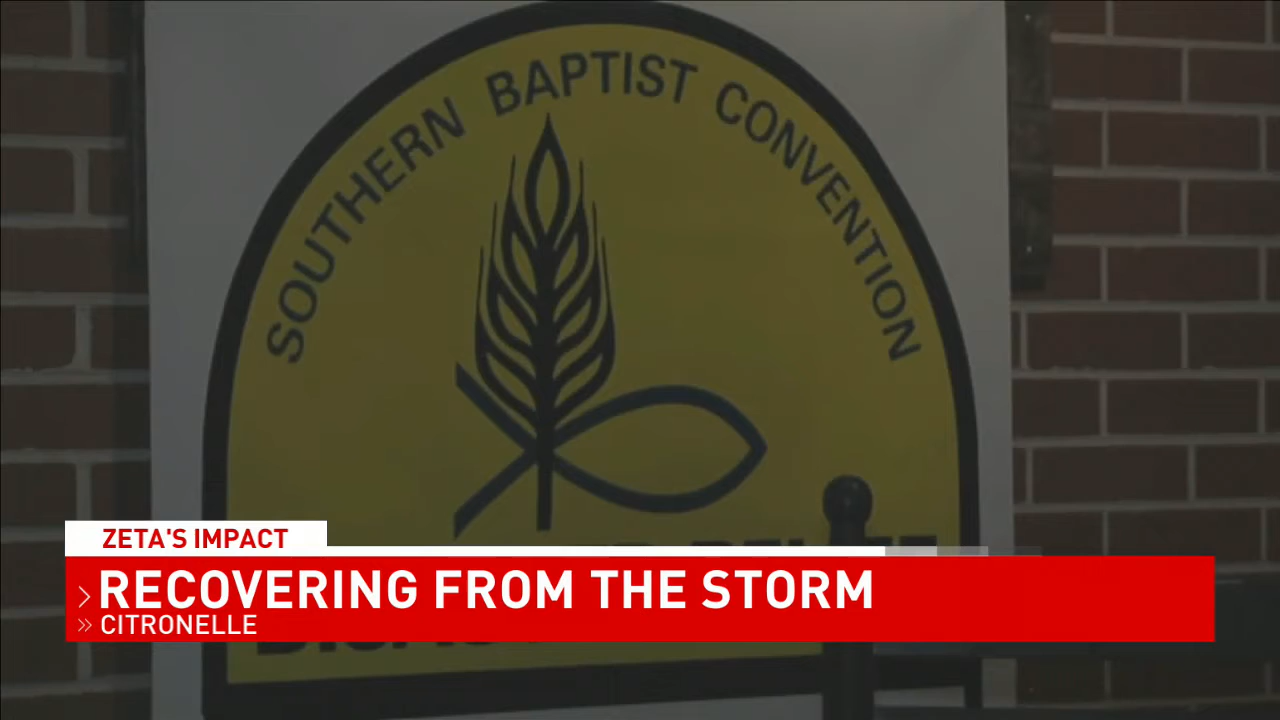 SOUTHERN BAPTIST CONVENTION
ZETA'S IMPACT
RECOVERING FROM THE STORM
CITRONELLE